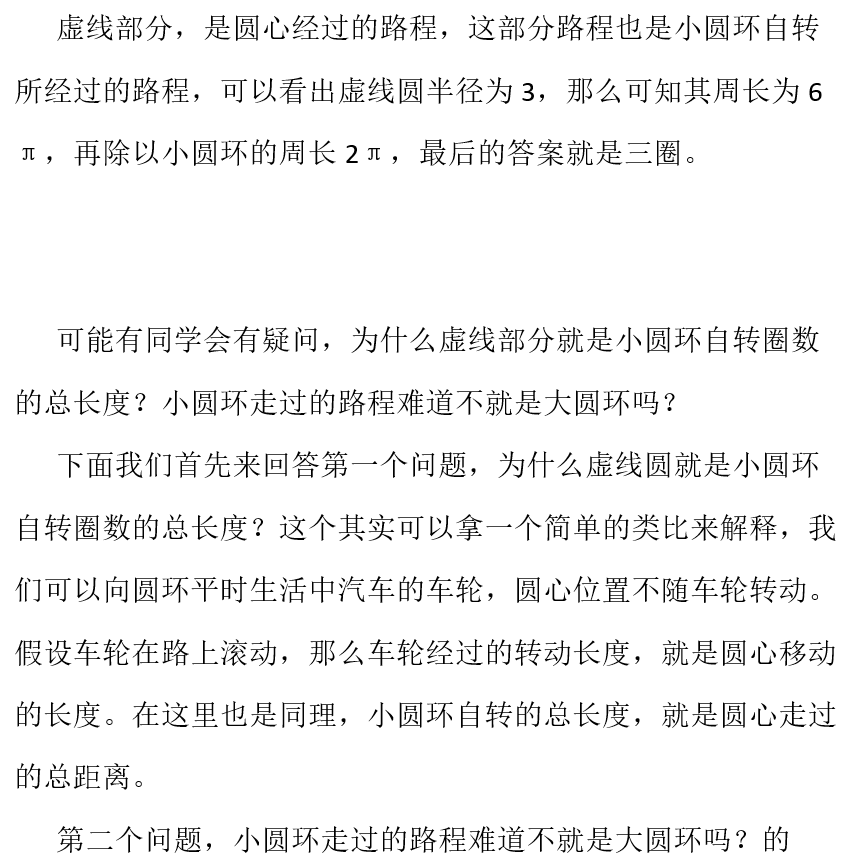 虚线部分，是圆心经过的路程，这部分路程也是小圆环自转
所经过的路程，可以看出虚线圆半径为 3，那么可知其周长为 6
π，再除以小圆环的周长 2π，最后的答案就是三圈。
可能有同学会有疑问，为什么虚线部分就是小圆环自转圈数
的总长度？小圆环走过的路程难道不就是大圆环吗？
下面我们首先来回答第一个问题，为什么虚线圆就是小圆环
自转圈数的总长度？这个其实可以拿一个简单的类比来解释，我
们可以向圆环平时生活中汽车的车轮，圆心位置不随车轮转动。
假设车轮在路上滚动，那么车轮经过的转动长度，就是圆心移动
的长度。在这里也是同理，小圆环自转的总长度，就是圆心走过
的总距离。
第二个问题，小圆环走过的路程难道不就是大圆环吗？的